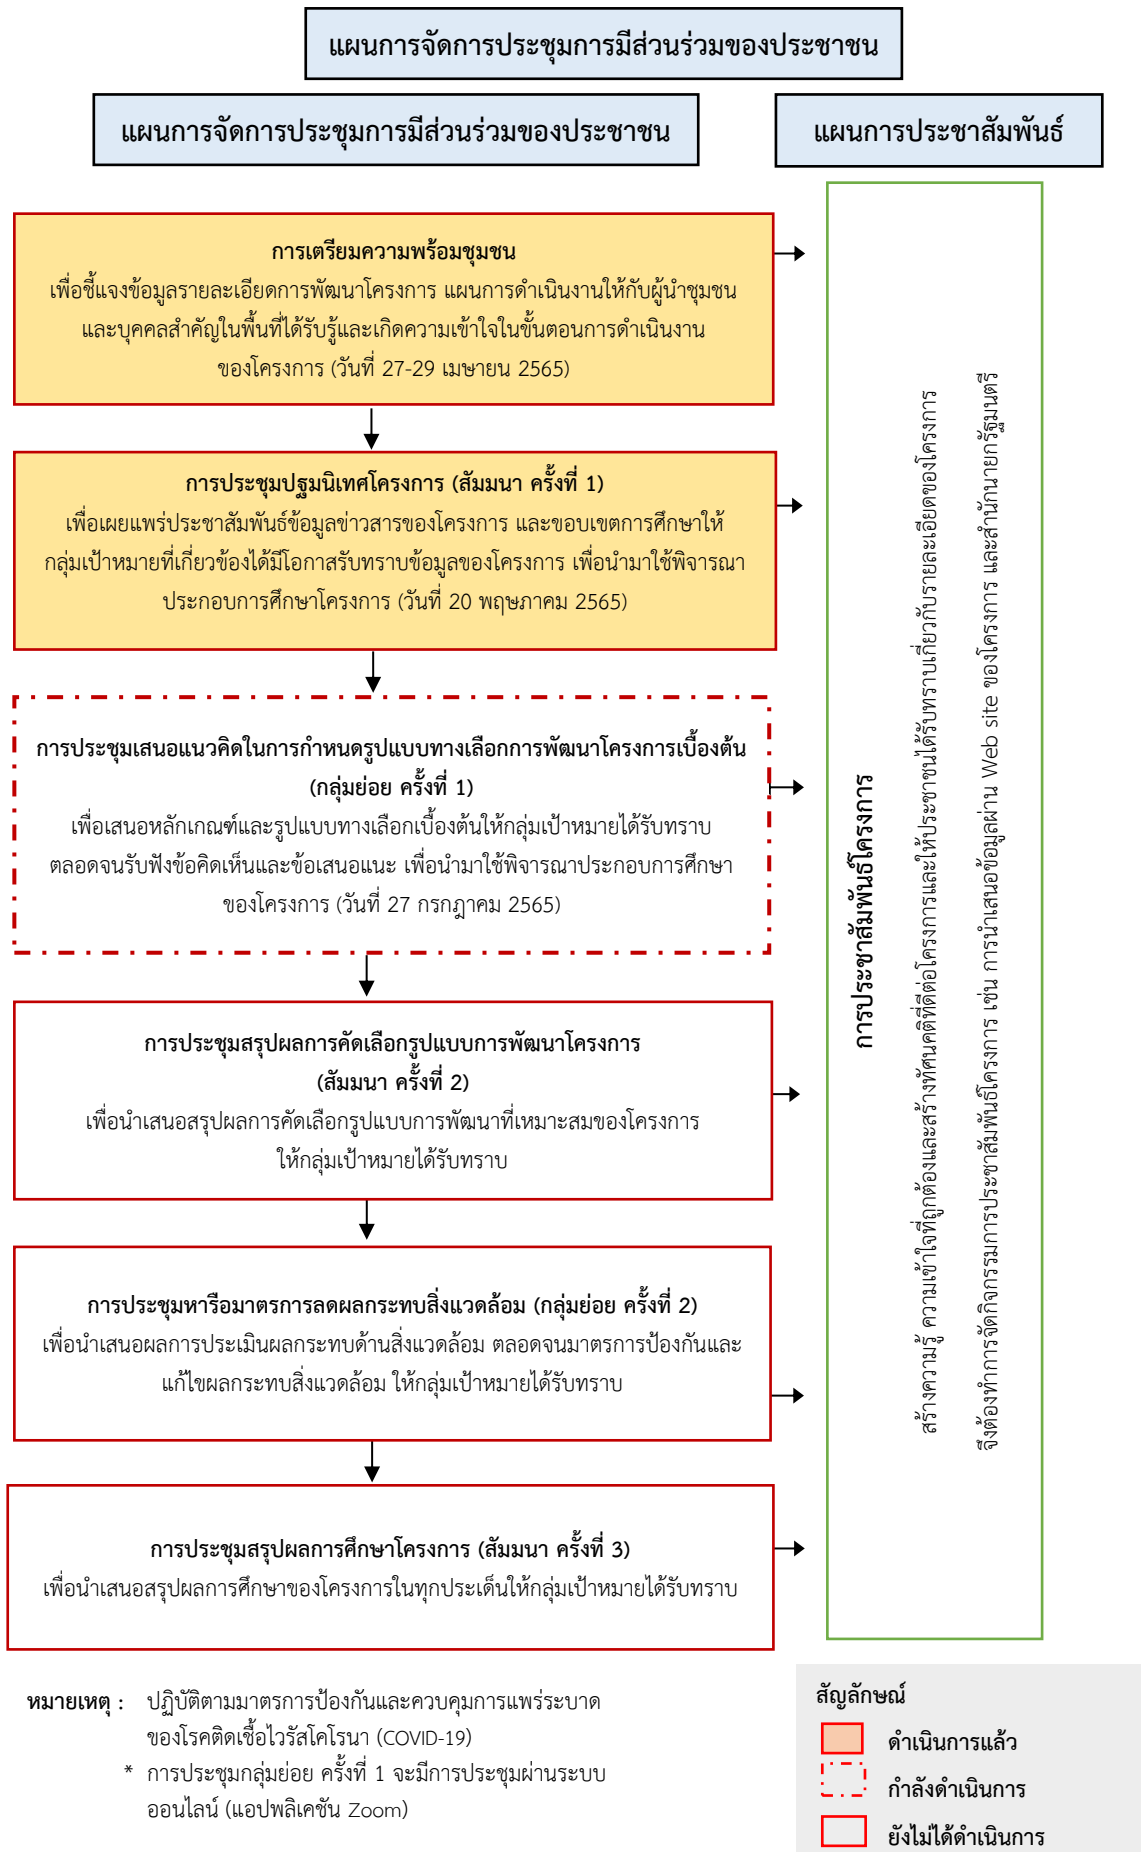 แผนการจัดการประชุมการมีส่วนร่วมของประชาชน
แผนการจัดการประชุมการมีส่วนร่วมของประชาชน
แผนการประชาสัมพันธ์
การเตรียมความพร้อมชุมชน
เพื่อชี้แจงข้อมูลรายละเอียดการพัฒนาโครงการ แผนการดำเนินงานให้กับผู้นำชุมชน
และบุคคลสำคัญในพื้นที่ได้รับรู้และเกิดความเข้าใจในขั้นตอนการดำเนินงาน
ของโครงการ (วันที่ 27-29 เมษายน 2565)
การประชุมปฐมนิเทศโครงการ (สัมมนา ครั้งที่ 1)
เพื่อเผยแพร่ประชาสัมพันธ์ข้อมูลข่าวสารของโครงการ และขอบเขตการศึกษาให้
กลุ่มเป้าหมายที่เกี่ยวข้องได้มีโอกาสรับทราบข้อมูลของโครงการ เพื่อนำมาใช้พิจารณา
ประกอบการศึกษาโครงการ (วันที่ 20 พฤษภาคม 2565)
การประชุมเสนอแนวคิดในการกำหนดรูปแบบทางเลือกการพัฒนาโครงการเบื้องต้น
(กลุ่มย่อย ครั้งที่ 1)
เพื่อเสนอหลักเกณฑ์และรูปแบบทางเลือกเบื้องต้นให้กลุ่มเป้าหมายได้รับทราบ
ตลอดจนรับฟังข้อคิดเห็นและข้อเสนอแนะ เพื่อนำมาใช้พิจารณาประกอบการศึกษา
ของโครงการ (วันที่ 27 กรกฎาคม 2565)
การประชุมสรุปผลการคัดเลือกรูปแบบการพัฒนาโครงการ
(สัมมนา ครั้งที่ 2)
เพื่อนำเสนอสรุปผลการคัดเลือกรูปแบบการพัฒนาที่เหมาะสมของโครงการ
ให้กลุ่มเป้าหมายได้รับทราบ
การประชุมหารือมาตรการลดผลกระทบสิ่งแวดล้อม (กลุ่มย่อย ครั้งที่ 2)
เพื่อนำเสนอผลการประเมินผลกระทบด้านสิ่งแวดล้อม ตลอดจนมาตรการป้องกันและ
แก้ไขผลกระทบสิ่งแวดล้อม ให้กลุ่มเป้าหมายได้รับทราบ
การประชุมสรุปผลการศึกษาโครงการ (สัมมนา ครั้งที่ 3)
เพื่อนำเสนอสรุปผลการศึกษาของโครงการในทุกประเด็นให้กลุ่มเป้าหมายได้รับทราบ
การประชาสัมพันธ์โครงการ
สร้างความรู้ ความเข้าใจที่ถูกต้องและสร้างทัศนคติที่ดีต่อโครงการและให้ประชาชนได้รับทราบเกี่ยวกับรายละเอียดของโครงการ
จึงต้องทำการจัดกิจกรรมการประชาสัมพันธ์โครงการ เช่น การนำเสนอข้อมูลผ่าน Web site ของโครงการ และสำนักนายกรัฐมนตรี
หมายเหตุ : ปฏิบัติตามมาตรการป้องกันและควบคุมการแพร่ระบาด
ของโรคติดเชื้อไวรัสโคโรนา (COVID-19)
* การประชุมกลุ่มย่อย ครั้งที่ 1 จะมีการประชุมผ่านระบบ
ออนไลน์ (แอปพลิเคชัน Zoom)
สัญลักษณ์
ดำเนินการแล้ว
กำลังดำเนินการ
ยังไม่ได้ดำเนินการ